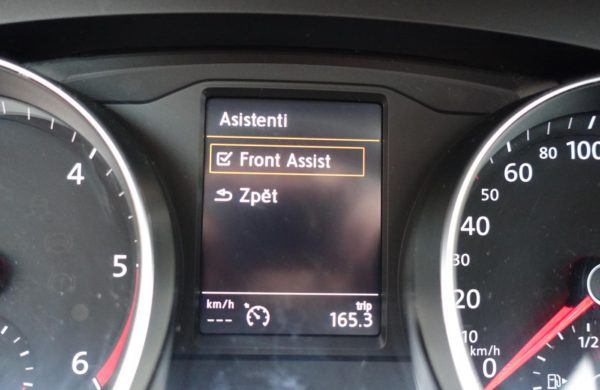 Asistenti
Front Assist
Zpět
km/h
---
trip
165.3
4
5
6
100
80
60
50
40
30
20
10
km/h
0
1/2